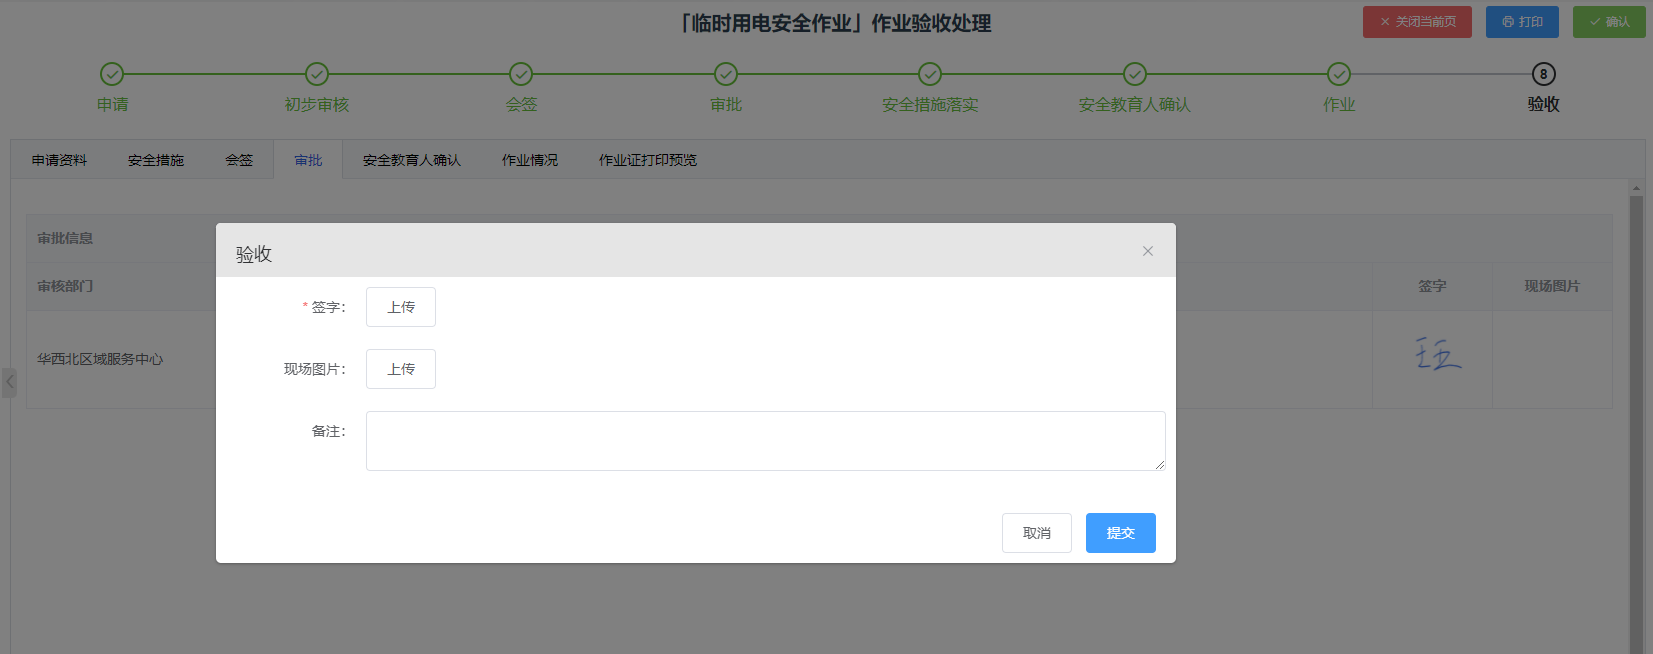 「临时用电安全作业」作业验收处理
关闭当前页 打印 确认
8
申请 初步审核 会签 审批 安全措施落实 安全教育人确认 作业 验收
申请资料 安全措施 会签 审批 安全教育人确认 作业情况 作业证打印预览
审批信息
审核部门 签字 现场图片
华西北区域服务中心 王五
验收
* 签字： 上传
现场图片： 上传
备注：
取消 提交